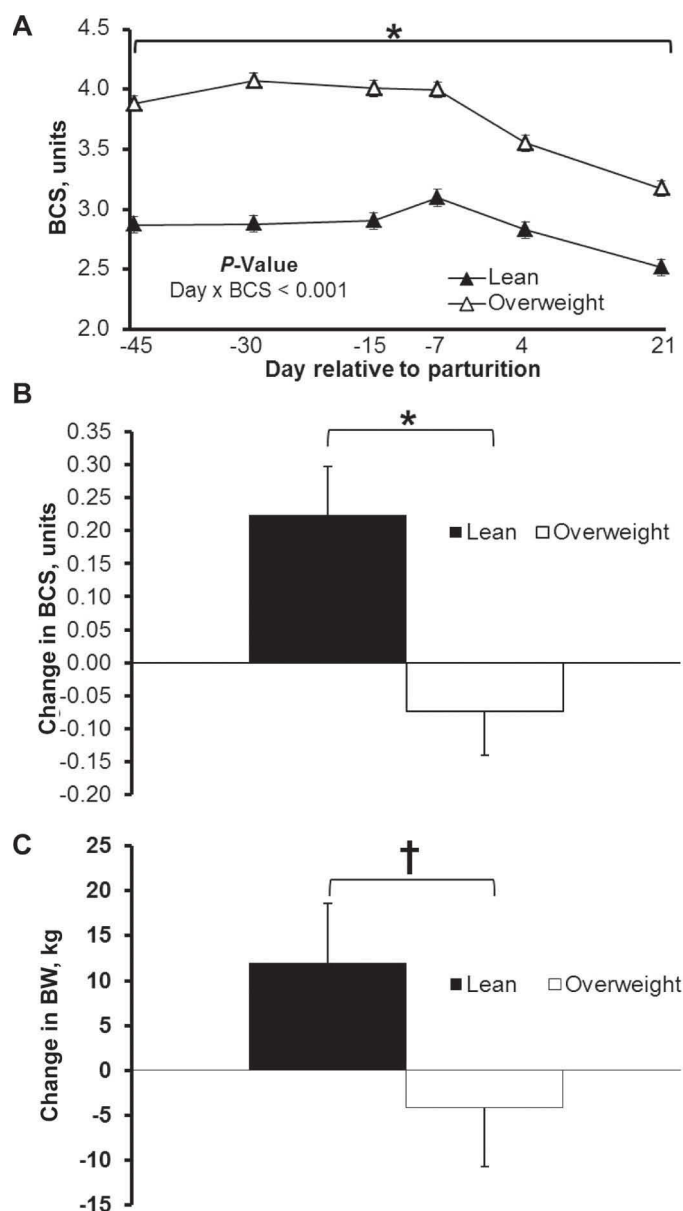 A
*
4.5
4.0
3.5
3.0
2.5
2.0
BCS, units
P-Value
Day x BCS < 0.001
Lean
Overweight
-45 -30 -15 -7 4 21
Day relative to parturition
B
*
0.35
0.30
0.25
0.20
0.15
0.10
0.05
0.00
-0.05
-0.10
-0.15
-0.20
Change in BCS, units
Lean Overweight
C
†
25
20
15
10
5
0
-5
-10
-15
Change in BW, kg
Lean Overweight